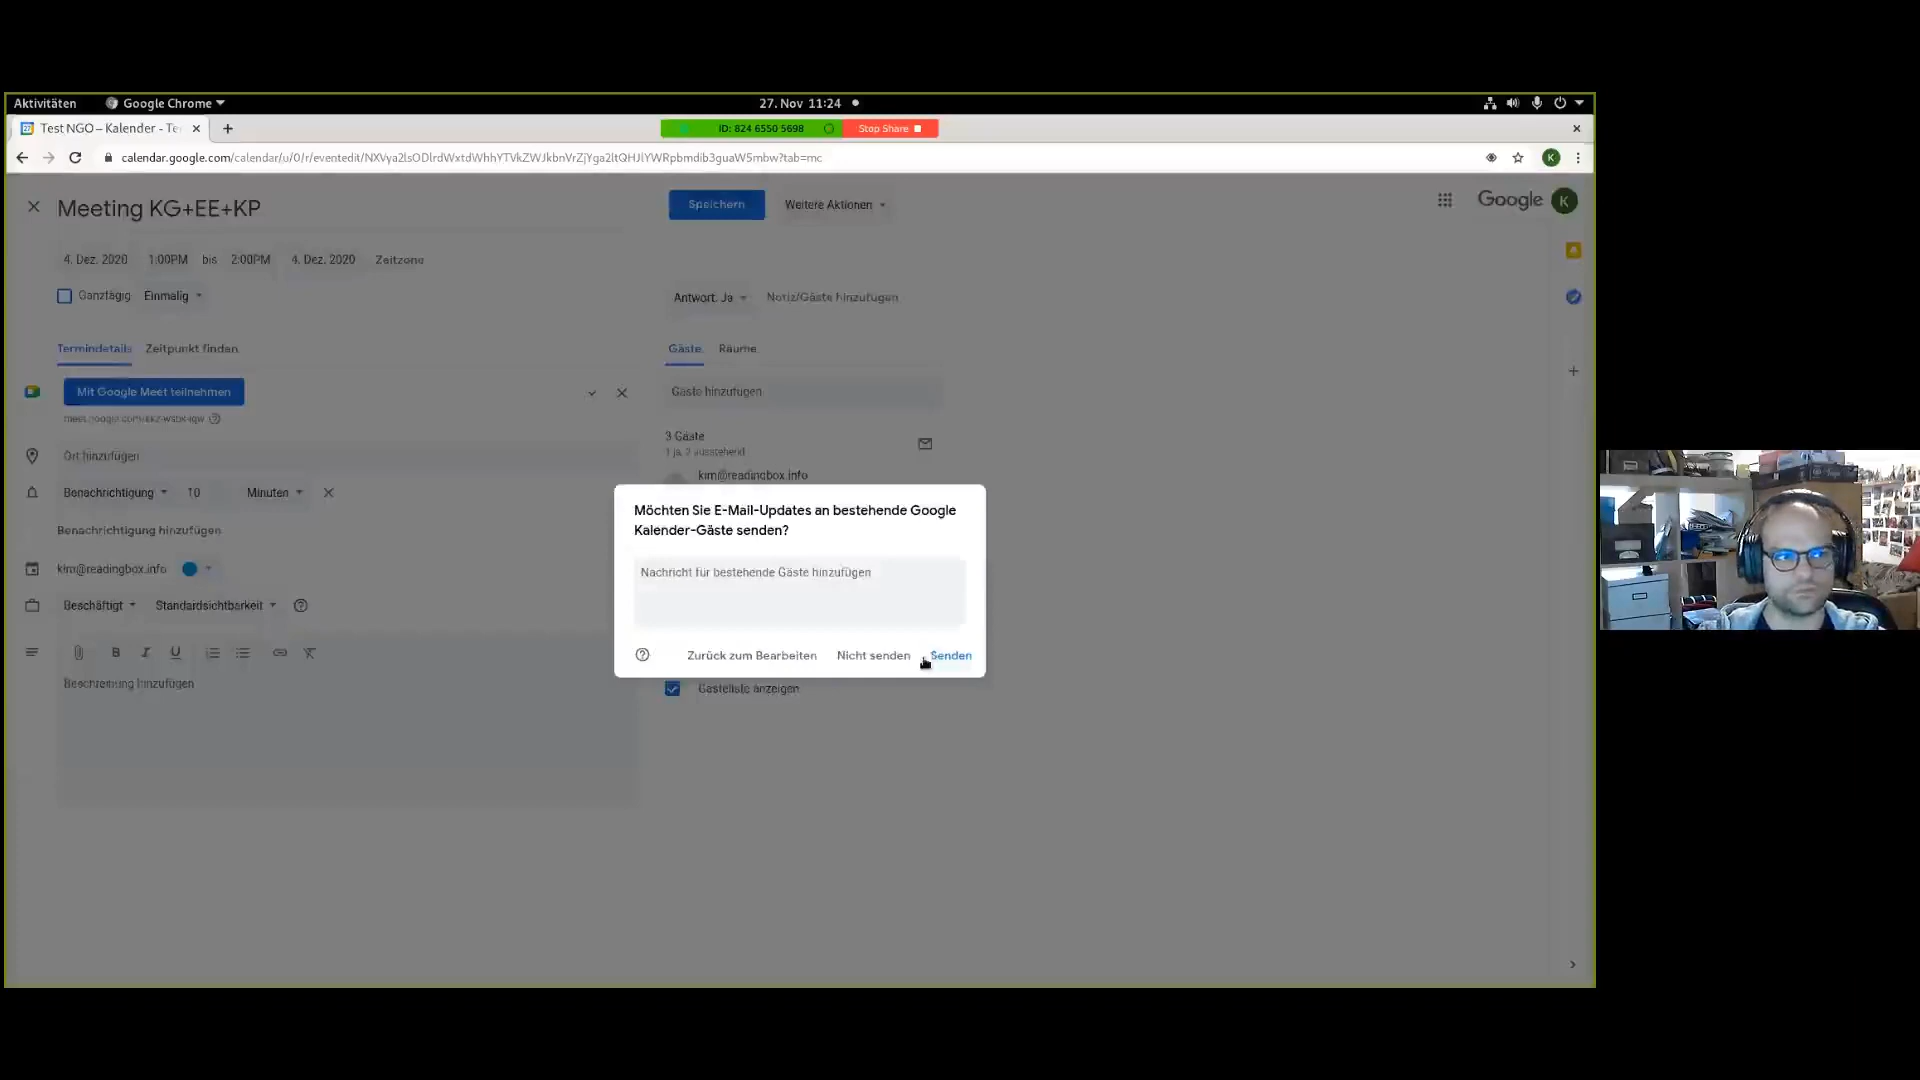 Aktivitäten Google Chrome 27. Nov 11:24
Test NGO – Kalender - Te ID: 824 6550 5698 Stop Share
calendar.google.com/calendar/u/0/r/eventedit/
Meeting KG+EE+KP Speichern Weitere Aktionen Google K
4. Dez. 2020 1:00PM bis 2:00PM 4. Dez. 2020 Zeitzone
Ganztägig Einmalig Antwort: Ja Notiz/Gäste hinzufügen
Termindetails Zeitpunkt finden Gäste Räume
Mit Google Meet teilnehmen Gäste hinzufügen
3 Gäste
1 ja, 2 ausstehend
Ort hinzufügen
kim@readingbox.info
Benachrichtigung 10 Minuten
Benachrichtigung hinzufügen
kim@readingbox.info
Beschäftigt Standardsichtbarkeit
B I U
Beschreibung hinzufügen
Möchten Sie E-Mail-Updates an bestehende Google
Kalender-Gäste senden?
Nachricht für bestehende Gäste hinzufügen
Zurück zum Bearbeiten Nicht senden Senden
Gästeliste anzeigen